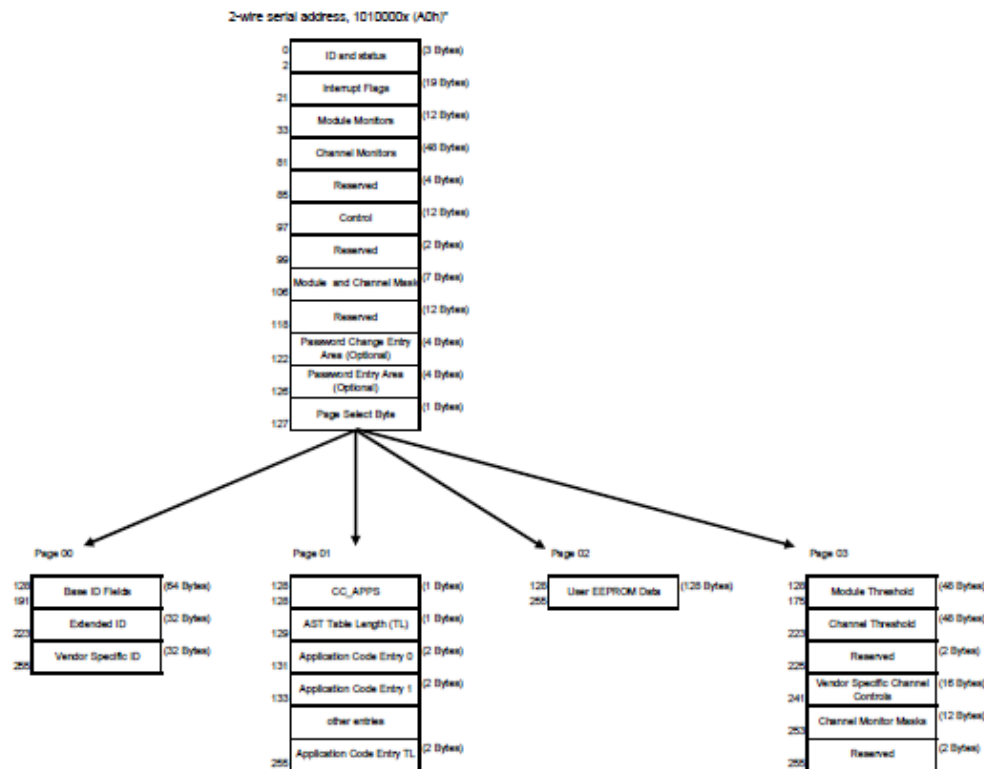 2-wire serial address, 1010000x (A0h)"
0
2
ID and status
(3 Bytes)
21
Interrupt Flags
(19 Bytes)
33
Module Monitors
(12 Bytes)
81
Channel Monitors
(48 Bytes)
85
Reserved
(4 Bytes)
97
Control
(12 Bytes)
99
Reserved
(2 Bytes)
106
Module and Channel Mask
(7 Bytes)
118
Reserved
(12 Bytes)
122
Password Change Entry
Area (Optional)
(4 Bytes)
126
Password Entry Area
(Optional)
(4 Bytes)
127
Page Select Byte
(1 Bytes)
Page 00
128
191
Base ID Fields
(64 Bytes)
223
Extended ID
(32 Bytes)
255
Vendor Specific ID
(32 Bytes)
Page 01
128
128
CC_APPS
(1 Bytes)
129
AST Table Length (TL)
(1 Bytes)
131
Application Code Entry 0
(2 Bytes)
133
Application Code Entry 1
(2 Bytes)
other entries
255
Application Code Entry TL
(2 Bytes)
Page 02
128
255
User EEPROM Data
(128 Bytes)
Page 03
128
175
Module Threshold
(48 Bytes)
223
Channel Threshold
(48 Bytes)
225
Reserved
(2 Bytes)
241
Vendor Specific Channel
Controls
(16 Bytes)
253
Channel Monitor Masks
(12 Bytes)
255
Reserved
(2 Bytes)